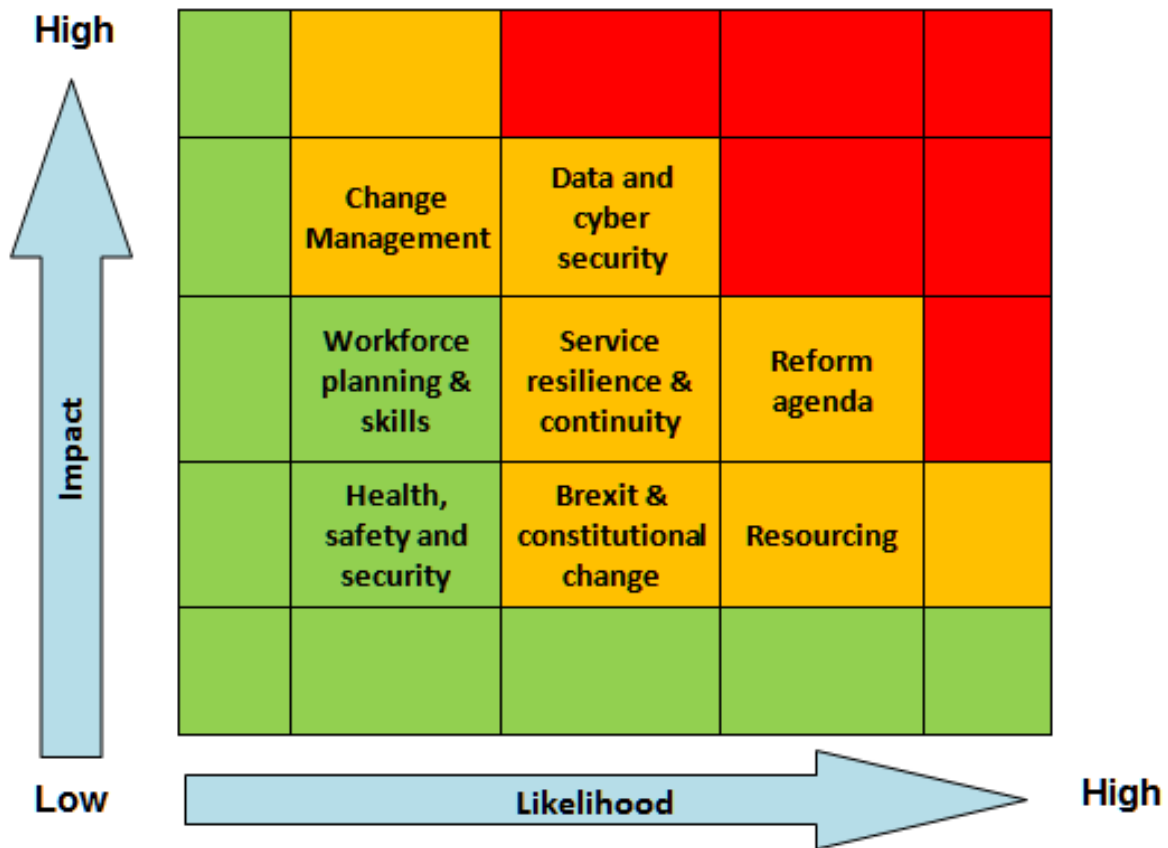 High
Change
Management
Data and
cyber
security
Workforce
planning &
skills
Service
resilience &
continuity
Reform
agenda
Impact
Health,
safety and
security
Brexit &
constitutional
change
Resourcing
Low
Likelihood
High